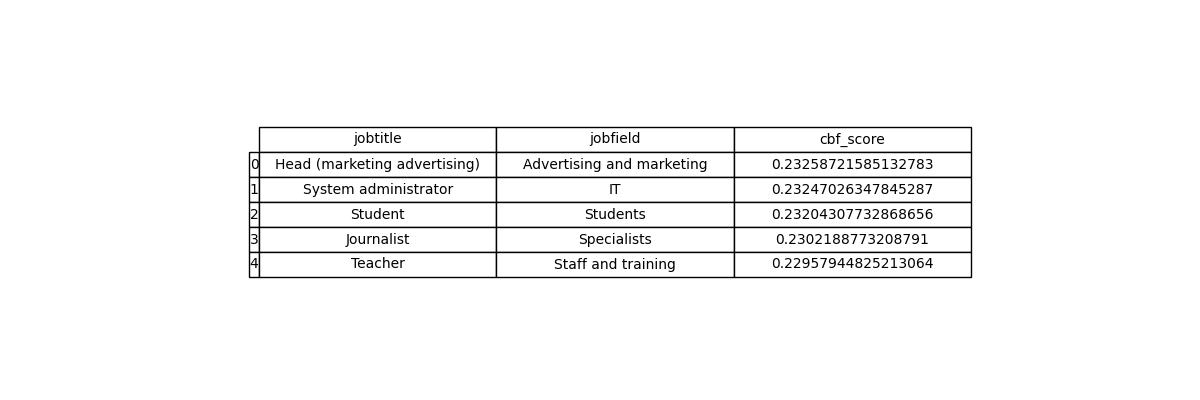 jobtitle jobfield cbf_score
0 Head (marketing advertising) Advertising and marketing 0.23258721585132783
1 System administrator IT 0.23247026347845287
2 Student Students 0.23204307732868656
3 Journalist Specialists 0.2302188773208791
4 Teacher Staff and training 0.22957944825213064